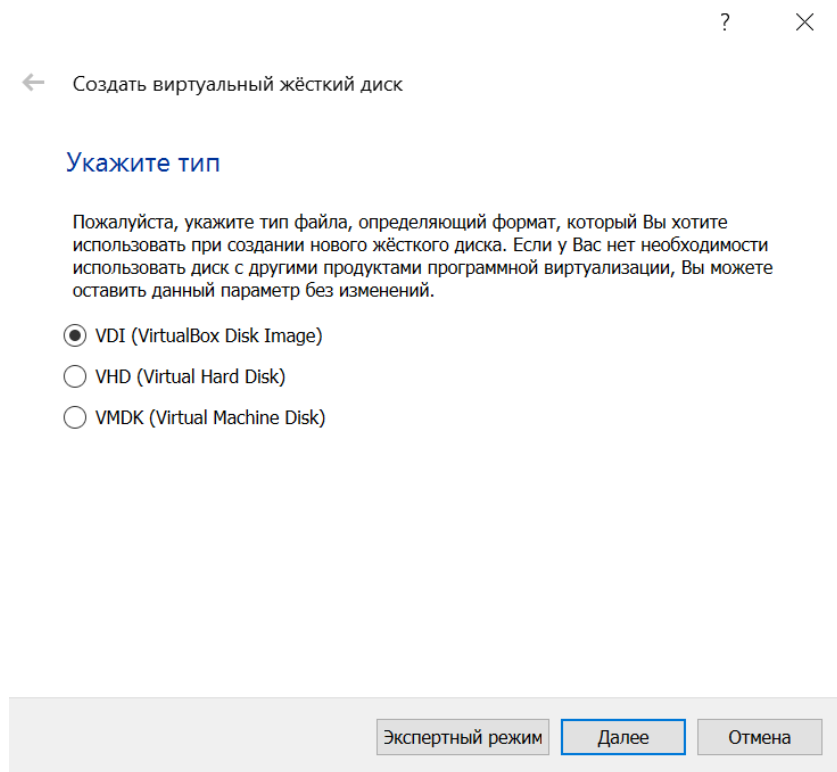 ?
Создать виртуальный жёсткий диск
Укажите тип
Пожалуйста, укажите тип файла, определяющий формат, который Вы хотите
использовать при создании нового жёсткого диска. Если у Вас нет необходимости
использовать диск с другими продуктами программной виртуализации, Вы можете
оставить данный параметр без изменений.
VDI (VirtualBox Disk Image)
VHD (Virtual Hard Disk)
VMDK (Virtual Machine Disk)
Экспертный режим Далее Отмена